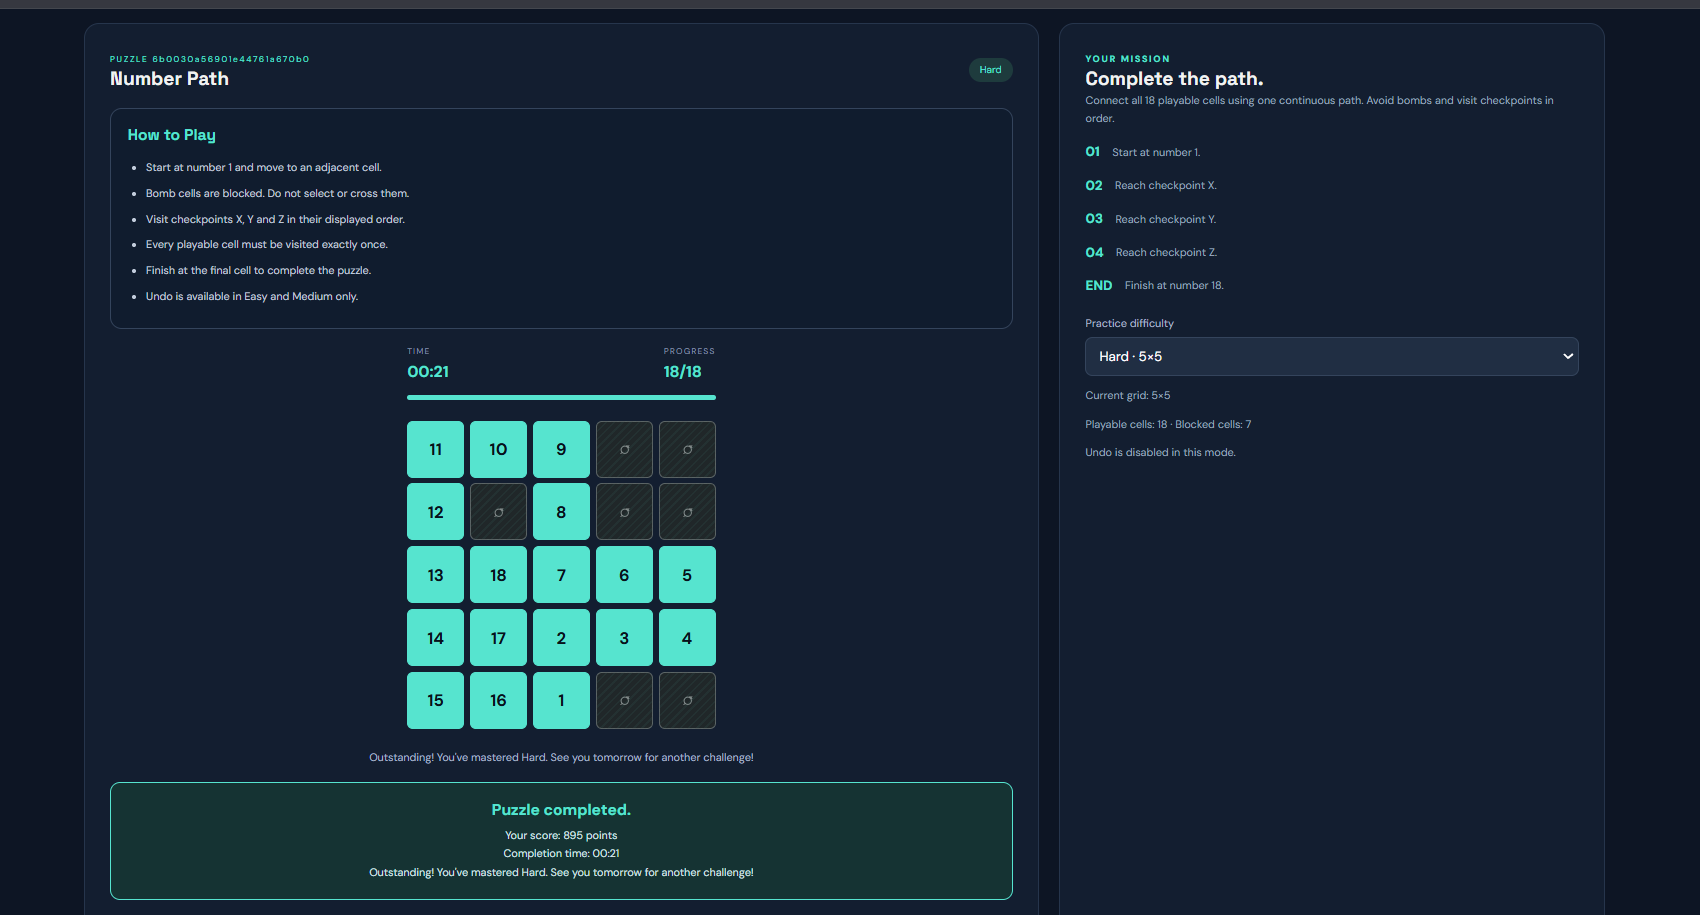 PUZZLE 6b0030a56901e44761a670b0
Number Path
Hard
How to Play
Start at number 1 and move to an adjacent cell.
Bomb cells are blocked. Do not select or cross them.
Visit checkpoints X, Y and Z in their displayed order.
Every playable cell must be visited exactly once.
Finish at the final cell to complete the puzzle.
Undo is available in Easy and Medium only.
TIME PROGRESS
00:21 18/18
11 10 9
12 8
13 18 7 6 5
14 17 2 3 4
15 16 1
Outstanding! You've mastered Hard. See you tomorrow for another challenge!
Puzzle completed.
Your score: 895 points
Completion time: 00:21
Outstanding! You've mastered Hard. See you tomorrow for another challenge!
YOUR MISSION
Complete the path.
Connect all 18 playable cells using one continuous path. Avoid bombs and visit checkpoints in
order.
01 Start at number 1.
02 Reach checkpoint X.
03 Reach checkpoint Y.
04 Reach checkpoint Z.
END Finish at number 18.
Practice difficulty
Hard · 5×5
Current grid: 5×5
Playable cells: 18 · Blocked cells: 7
Undo is disabled in this mode.